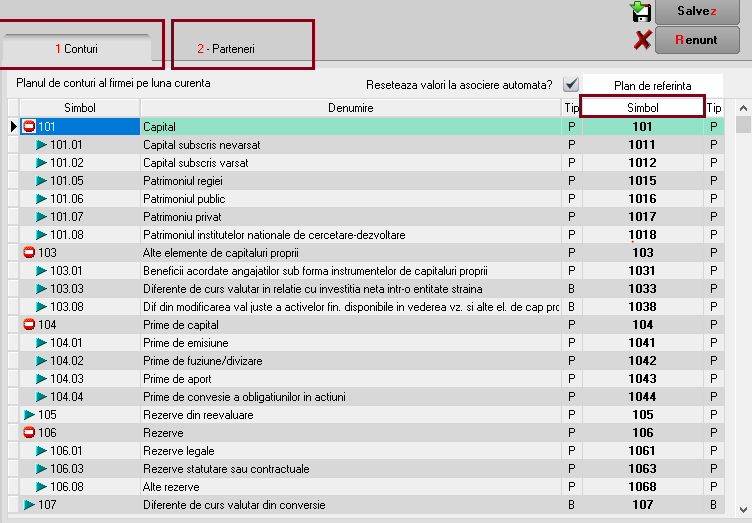 Salvez
1 Conturi
2 - Parteneri
Renunt
Planul de conturi al firmei pe luna curenta
Reseteaza valori la asociere automata?
Plan de referinta
Simbol Denumire Tip Simbol Tip
101 Capital P 101 P
101.01 Capital subscris nevarsat P 1011 P
101.02 Capital subscris varsat P 1012 P
101.05 Patrimoniul regiei P 1015 P
101.06 Patrimoniul public P 1016 P
101.07 Patrimoniu privat P 1017 P
101.08 Patrimoniul institutelor nationale de cercetare-dezvoltare P 1018 P
103 Alte elemente de capitaluri proprii P 103 P
103.01 Beneficii acordate angajatilor sub forma instrumentelor de capitaluri proprii P 1031 P
103.03 Diferente de curs valutar in relatie cu investitia neta intr-o entitate straina B 1033 B
103.08 Dif din modificarea val juste a activelor fin. disponibile in vederea vz. si alte el. de cap prc B 1038 B
104 Prime de capital P 104 P
104.01 Prime de emisiune P 1041 P
104.02 Prime de fuziune/divizare P 1042 P
104.03 Prime de aport P 1043 P
104.04 Prime de convesie a obligatiunilor in actiuni P 1044 P
105 Rezerve din reevaluare P 105 P
106 Rezerve P 106 P
106.01 Rezerve legale P 1061 P
106.03 Rezerve statutare sau contractuale P 1063 P
106.08 Alte rezerve P 1068 P
107 Diferente de curs valutar din conversie B 107 B